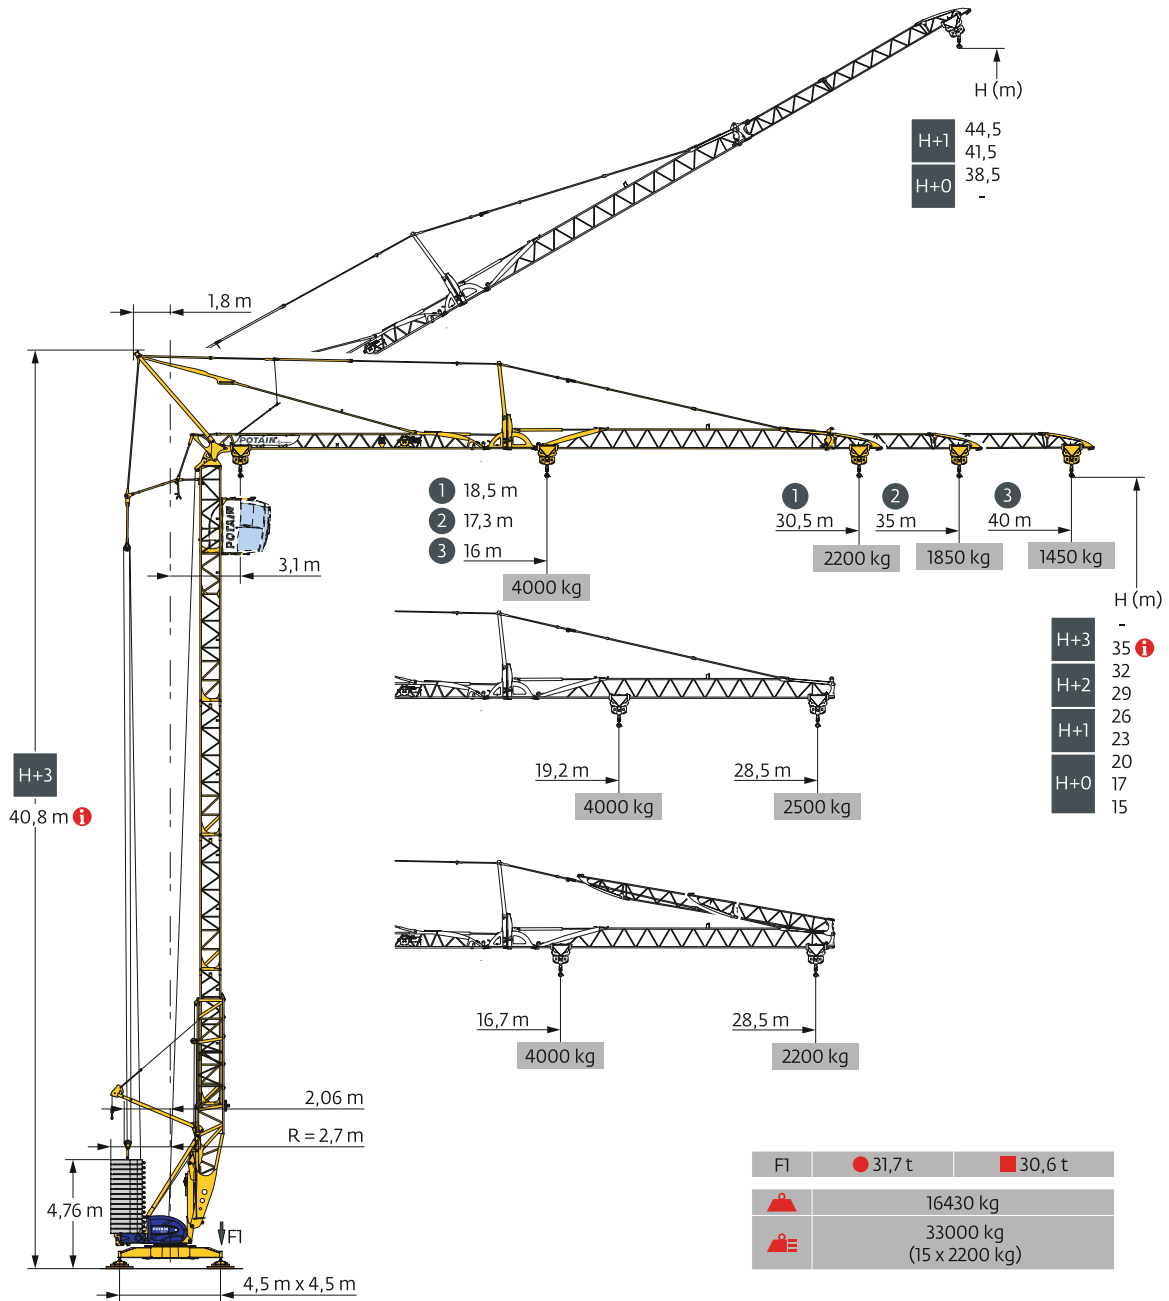 H (m)
H+1
44,5
41,5
H+0
38,5
-
1,8 m
POTAIN
POTAIN
1 18,5 m
2 17,3 m
3 16 m
4000 kg
1
30,5 m
2200 kg
2
35 m
1850 kg
3
40 m
1450 kg
3,1 m
H (m)
-
H+3
35 i
32
H+2
29
26
H+1
23
20
H+0
17
15
19,2 m
4000 kg
28,5 m
2500 kg
H+3
40,8 m i
16,7 m
4000 kg
28,5 m
2200 kg
2,06 m
R = 2,7 m
4,76 m
POTAIN
F1
4,5 m x 4,5 m
F1 31,7 t 30,6 t
16430 kg
33000 kg
(15 x 2200 kg)